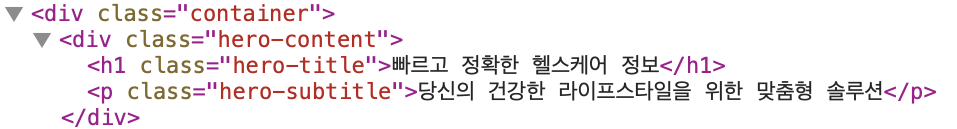 ▼<div class="container">
▼<div class="hero-content">
<h1 class="hero-title">빠르고 정확한 헬스케어 정보</h1>
<p class="hero-subtitle">당신의 건강한 라이프스타일을 위한 맞춤형 솔루션</p>
</div>